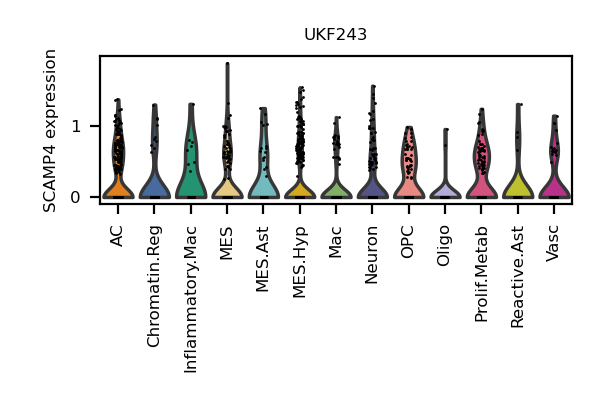 UKF243
SCAMP4 expression
1
0
AC
Chromatin.Reg
Inflammatory.Mac
MES
MES.Ast
MES.Hyp
Mac
Neuron
OPC
Oligo
Prolif.Metab
Reactive.Ast
Vasc